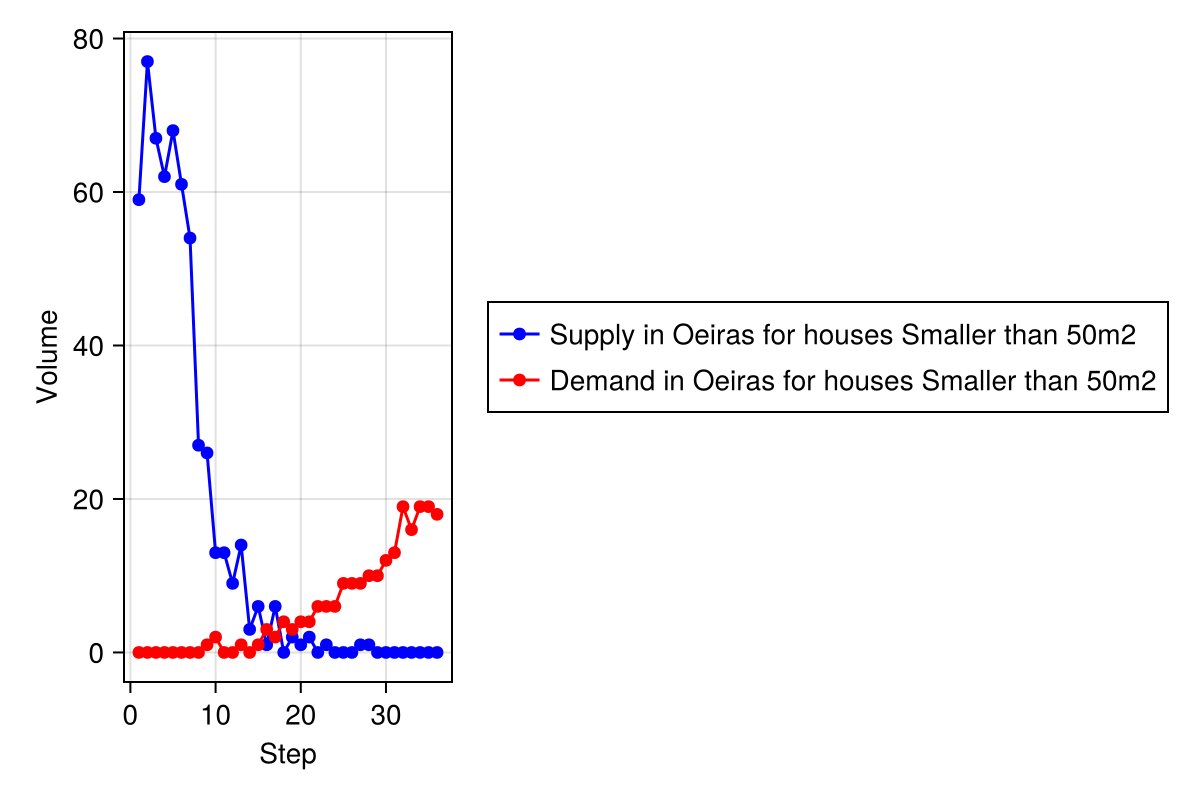 80
60
40
20
0
Volume
0 10 20 30
Step
Supply in Oeiras for houses Smaller than 50m2
Demand in Oeiras for houses Smaller than 50m2